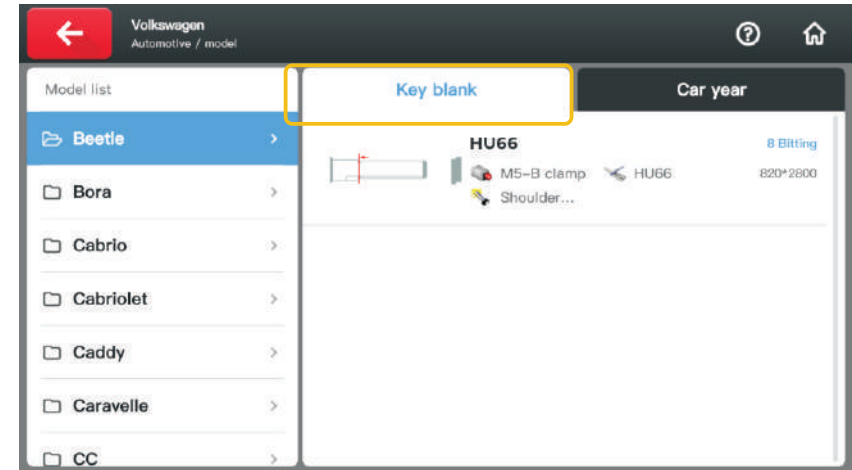 Volkswagen
Automotive / model
Model list
Key blank
Car year
Beetle
HU66
8 Bitting
M5-B clamp
HU66
820*2800
Shoulder...
Bora
Cabrio
Cabriolet
Caddy
Caravelle
CC